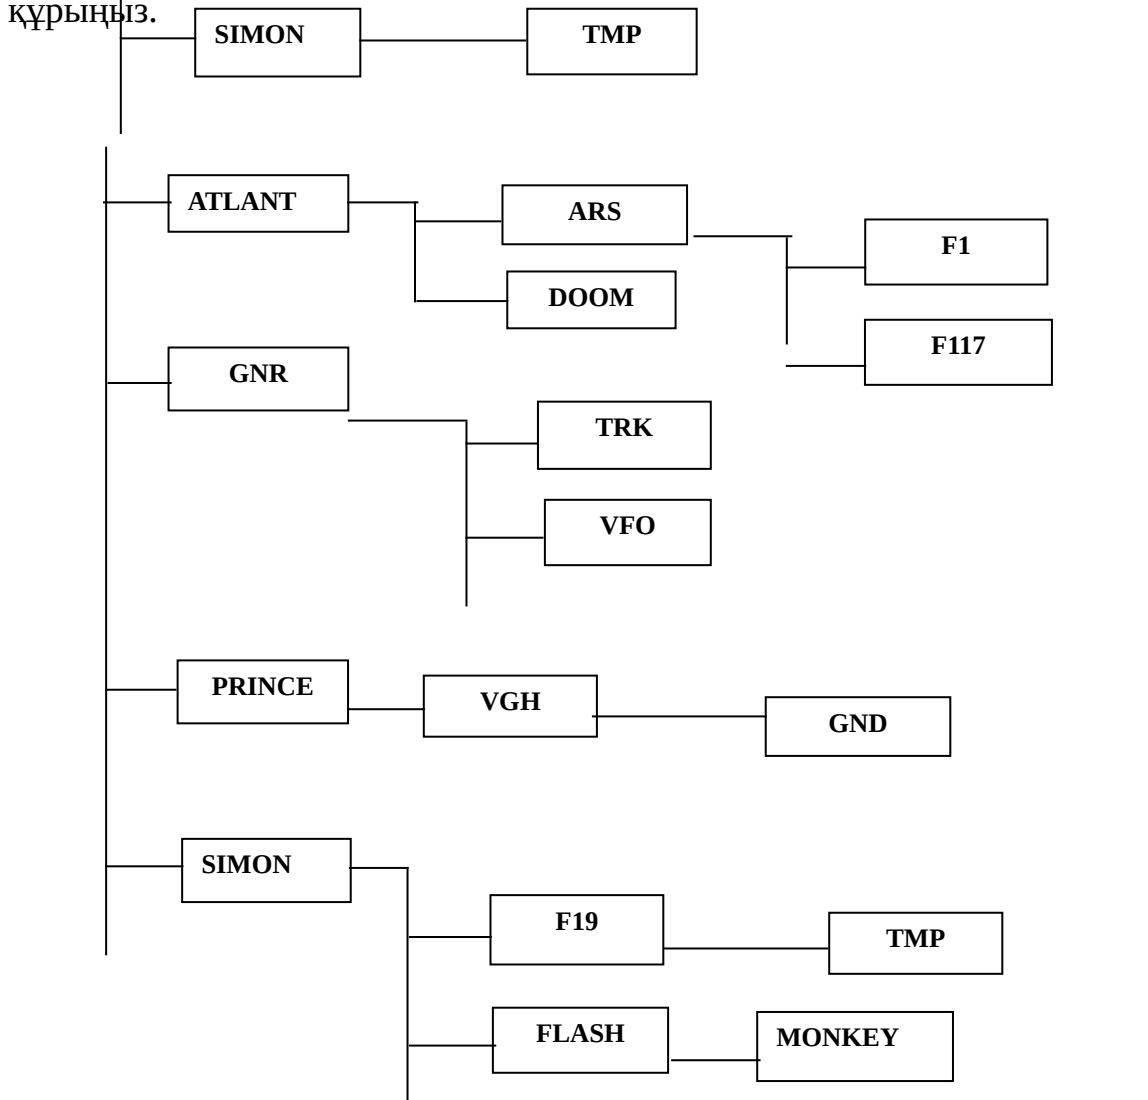 құрыңыз.
SIMON
TMP
ATLANT
ARS
F1
DOOM
F117
GNR
TRK
VFO
PRINCE
VGH
GND
SIMON
F19
TMP
FLASH
MONKEY